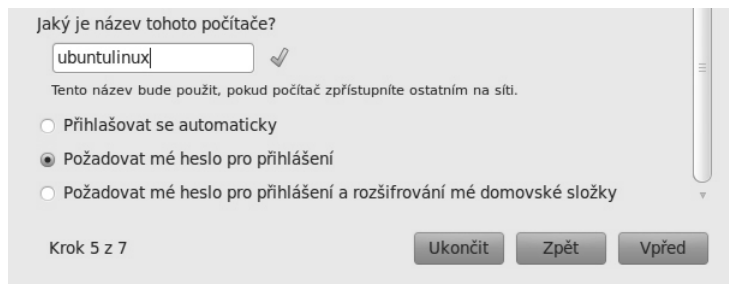 Jaký je název tohoto počítače?
ubuntulinux
Tento název bude použit, pokud počítač zpřístupníte ostatním na síti.
Přihlašovat se automaticky
Požadovat mé heslo pro přihlášení
Požadovat mé heslo pro přihlášení a rozšifrování mé domovské složky
Krok 5 z 7
Ukončit
Zpět
Vpřed